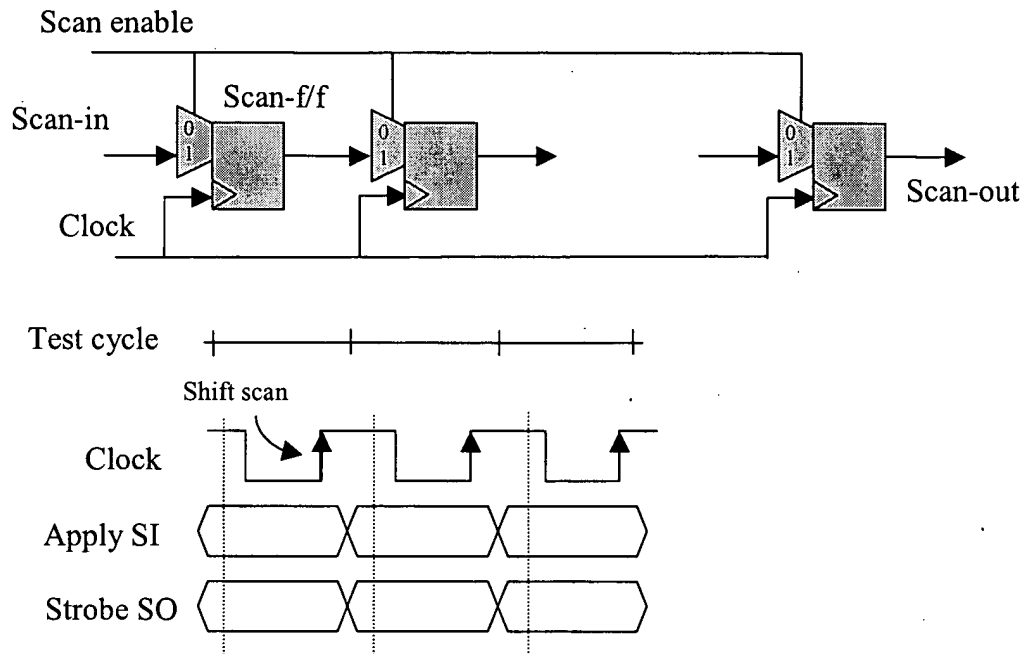 Scan enable
Scan-f/f
Scan-in
0
1
0
1
0
1
Scan-out
Clock
Test cycle
Shift scan
Clock
Apply SI
Strobe SO